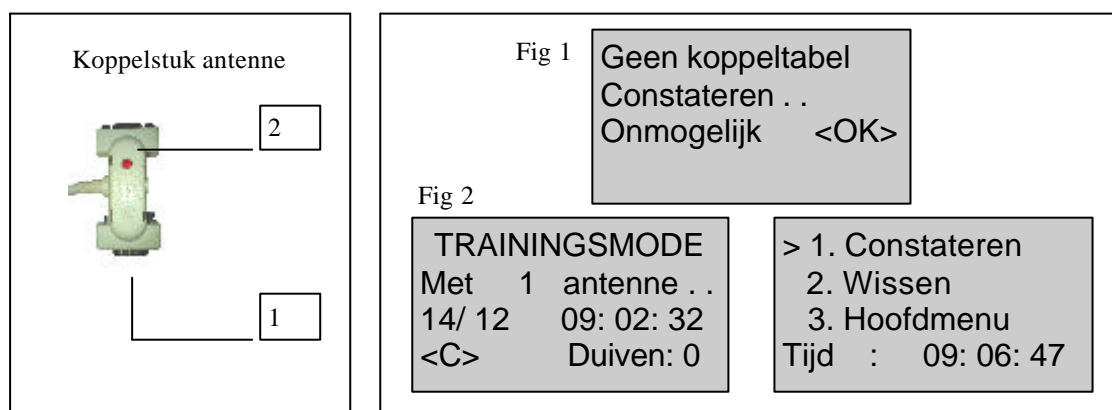 Koppelstuk antenne
2
1
Fig 1
Geen koppeltabel
Constateren . .
Onmogelijk <OK>
Fig 2
TRAININGSMODE
Met 1 antenne . .
14/ 12 09: 02: 32
<C> Duiven: 0
> 1. Constateren
2. Wissen
3. Hoofdmenu
Tijd : 09: 06: 47